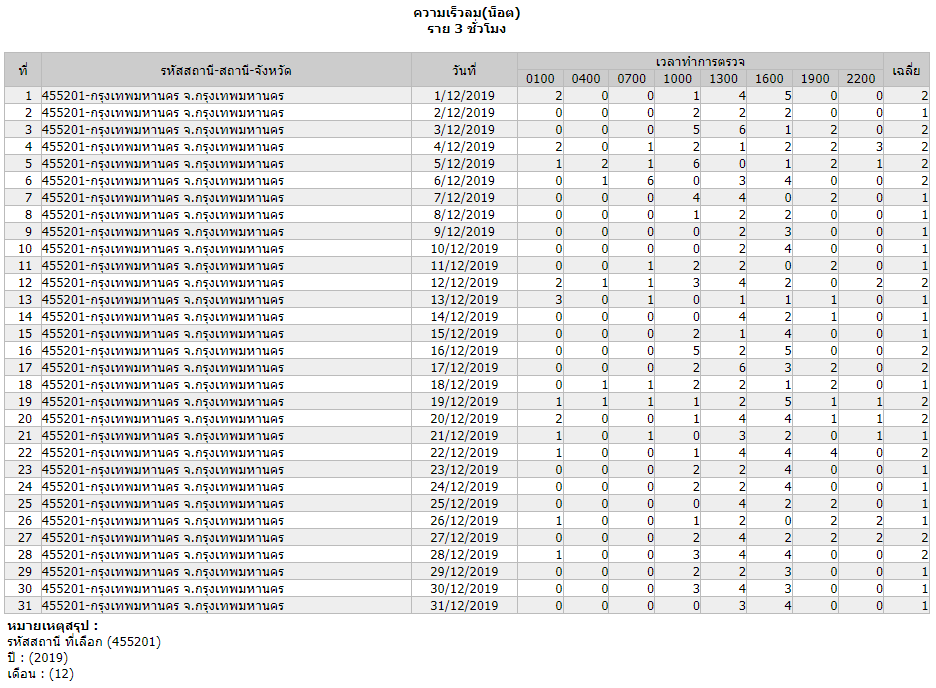 ความเร็วลม(น็อต)
ราย 3 ชั่วโมง
ที่ รหัสสถานี-สถานี-จังหวัด วันที่ เวลาทำการตรวจ เฉลี่ย
0100 0400 0700 1000 1300 1600 1900 2200
1 455201-กรุงเทพมหานคร จ.กรุงเทพมหานคร 1/12/2019 2 0 0 1 4 5 0 0 2
2 455201-กรุงเทพมหานคร จ.กรุงเทพมหานคร 2/12/2019 0 0 0 2 2 2 0 0 1
3 455201-กรุงเทพมหานคร จ.กรุงเทพมหานคร 3/12/2019 0 0 0 5 6 1 2 0 2
4 455201-กรุงเทพมหานคร จ.กรุงเทพมหานคร 4/12/2019 2 0 1 2 1 2 2 3 2
5 455201-กรุงเทพมหานคร จ.กรุงเทพมหานคร 5/12/2019 1 2 1 6 0 1 2 1 2
6 455201-กรุงเทพมหานคร จ.กรุงเทพมหานคร 6/12/2019 0 1 6 0 3 4 0 0 2
7 455201-กรุงเทพมหานคร จ.กรุงเทพมหานคร 7/12/2019 0 0 0 4 4 0 2 0 1
8 455201-กรุงเทพมหานคร จ.กรุงเทพมหานคร 8/12/2019 0 0 0 1 2 2 0 0 1
9 455201-กรุงเทพมหานคร จ.กรุงเทพมหานคร 9/12/2019 0 0 0 0 2 3 0 0 1
10 455201-กรุงเทพมหานคร จ.กรุงเทพมหานคร 10/12/2019 0 0 0 0 2 4 0 0 1
11 455201-กรุงเทพมหานคร จ.กรุงเทพมหานคร 11/12/2019 0 0 1 2 2 0 2 0 1
12 455201-กรุงเทพมหานคร จ.กรุงเทพมหานคร 12/12/2019 2 1 1 3 4 2 0 2 2
13 455201-กรุงเทพมหานคร จ.กรุงเทพมหานคร 13/12/2019 3 0 1 0 1 1 1 0 1
14 455201-กรุงเทพมหานคร จ.กรุงเทพมหานคร 14/12/2019 0 0 0 0 4 2 1 0 1
15 455201-กรุงเทพมหานคร จ.กรุงเทพมหานคร 15/12/2019 0 0 0 2 1 4 0 0 1
16 455201-กรุงเทพมหานคร จ.กรุงเทพมหานคร 16/12/2019 0 0 0 5 2 5 0 0 2
17 455201-กรุงเทพมหานคร จ.กรุงเทพมหานคร 17/12/2019 0 0 0 2 6 3 2 0 2
18 455201-กรุงเทพมหานคร จ.กรุงเทพมหานคร 18/12/2019 0 1 1 2 2 1 2 0 1
19 455201-กรุงเทพมหานคร จ.กรุงเทพมหานคร 19/12/2019 1 1 1 1 2 5 1 1 2
20 455201-กรุงเทพมหานคร จ.กรุงเทพมหานคร 20/12/2019 2 0 0 1 4 4 1 1 2
21 455201-กรุงเทพมหานคร จ.กรุงเทพมหานคร 21/12/2019 1 0 1 0 3 2 0 1 1
22 455201-กรุงเทพมหานคร จ.กรุงเทพมหานคร 22/12/2019 1 0 0 1 4 4 4 0 2
23 455201-กรุงเทพมหานคร จ.กรุงเทพมหานคร 23/12/2019 0 0 0 2 2 4 0 0 1
24 455201-กรุงเทพมหานคร จ.กรุงเทพมหานคร 24/12/2019 0 0 0 2 2 4 0 0 1
25 455201-กรุงเทพมหานคร จ.กรุงเทพมหานคร 25/12/2019 0 0 0 0 4 2 2 0 1
26 455201-กรุงเทพมหานคร จ.กรุงเทพมหานคร 26/12/2019 1 0 0 1 2 0 2 2 1
27 455201-กรุงเทพมหานคร จ.กรุงเทพมหานคร 27/12/2019 0 0 0 2 4 2 2 2 2
28 455201-กรุงเทพมหานคร จ.กรุงเทพมหานคร 28/12/2019 1 0 0 3 4 4 0 0 2
29 455201-กรุงเทพมหานคร จ.กรุงเทพมหานคร 29/12/2019 0 0 0 2 2 3 0 0 1
30 455201-กรุงเทพมหานคร จ.กรุงเทพมหานคร 30/12/2019 0 0 0 3 4 3 0 0 1
31 455201-กรุงเทพมหานคร จ.กรุงเทพมหานคร 31/12/2019 0 0 0 0 3 4 0 0 1
หมายเหตุสรุป :
รหัสสถานี ที่เลือก (455201)
ปี : (2019)
เดือน : (12)